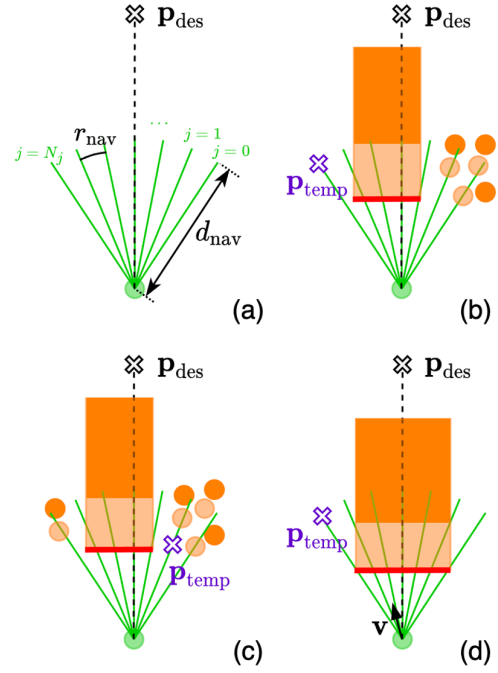 p_des
r_nav
j = N_j
...
j = 1
j = 0
d_nav
(a)
p_des
p_temp
(b)
p_des
p_temp
(c)
p_des
p_temp
v
(d)